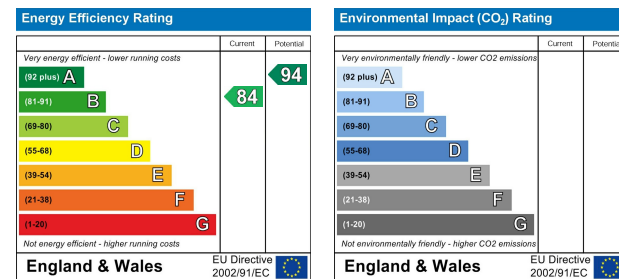 Energy Efficiency Rating
Current Potential
Very energy efficient - lower running costs
(92 plus) A
(81-91) B
(69-80) C
(55-68) D
(39-54) E
(21-38) F
(1-20) G
84
94
Not energy efficient - higher running costs
England & Wales
EU Directive
2002/91/EC
Environmental Impact (CO₂) Rating
Current Potential
Very environmentally friendly - lower CO2 emissions
(92 plus) A
(81-91) B
(69-80) C
(55-68) D
(39-54) E
(21-38) F
(1-20) G
Not environmentally friendly - higher CO2 emissions
England & Wales
EU Directive
2002/91/EC